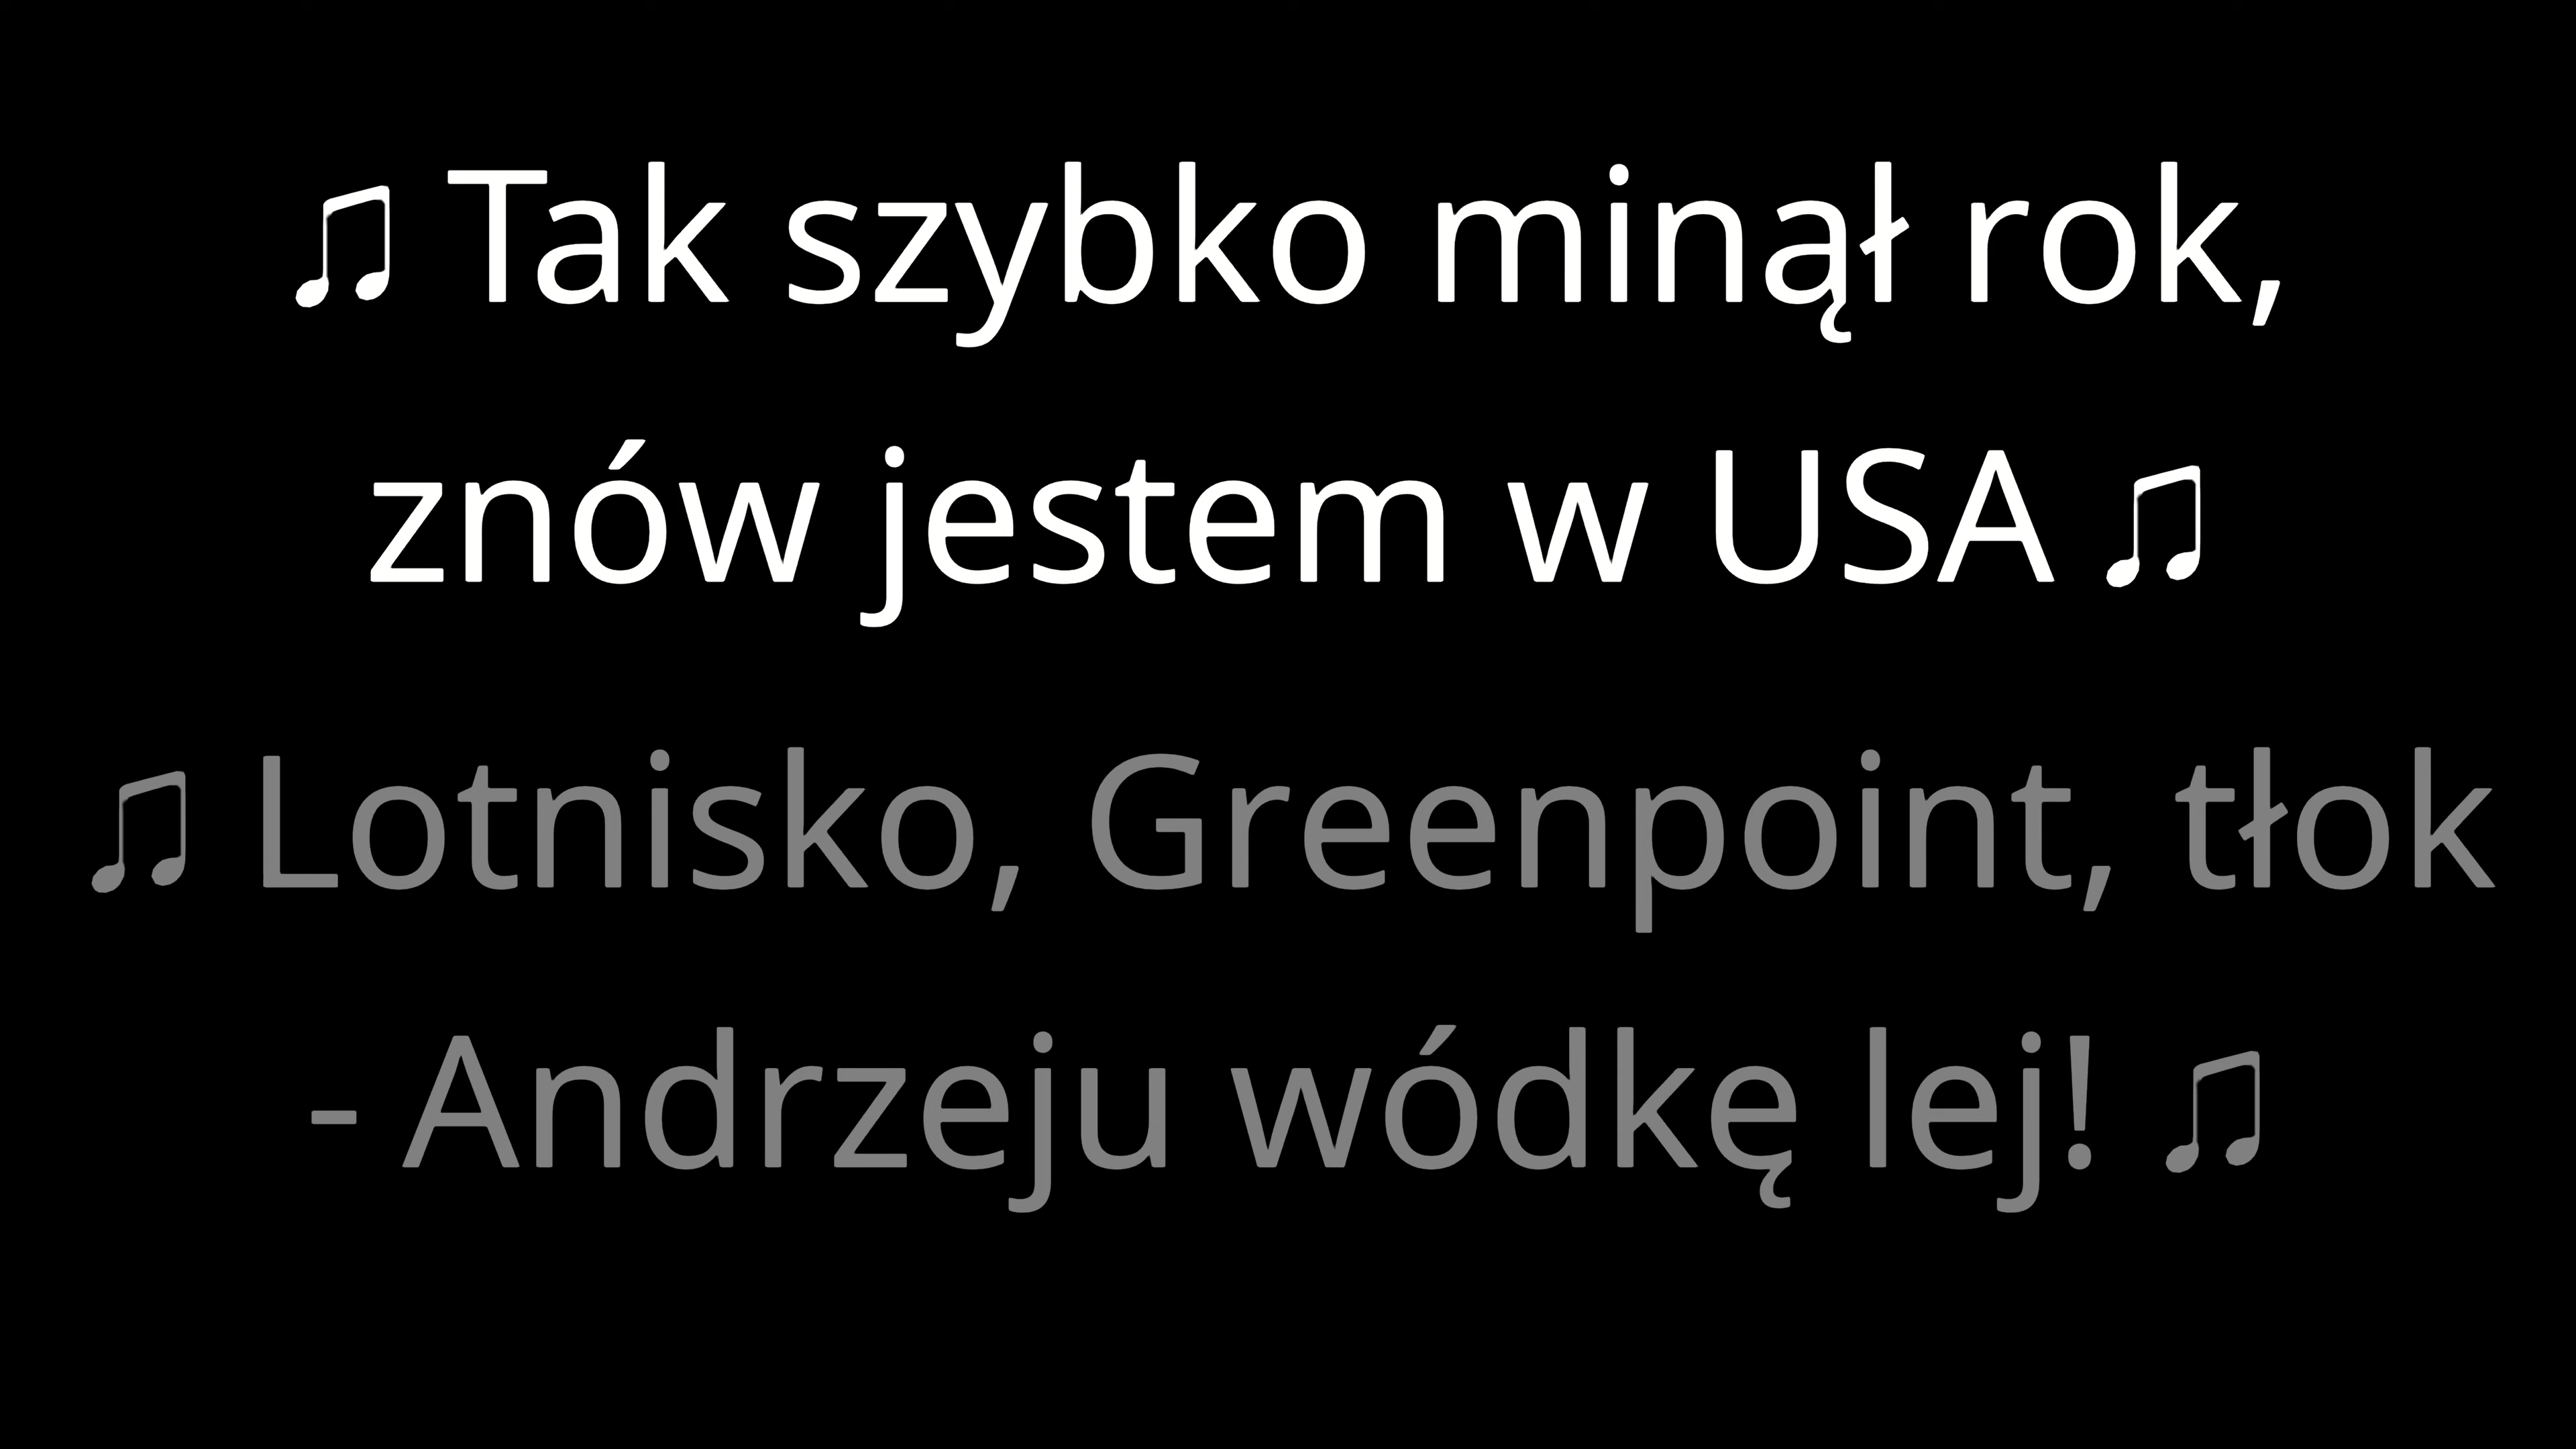 ♫ Tak szybko minął rok,
znów jestem w USA ♫
♫ Lotnisko, Greenpoint, tłok
- Andrzeju wódkę lej! ♫